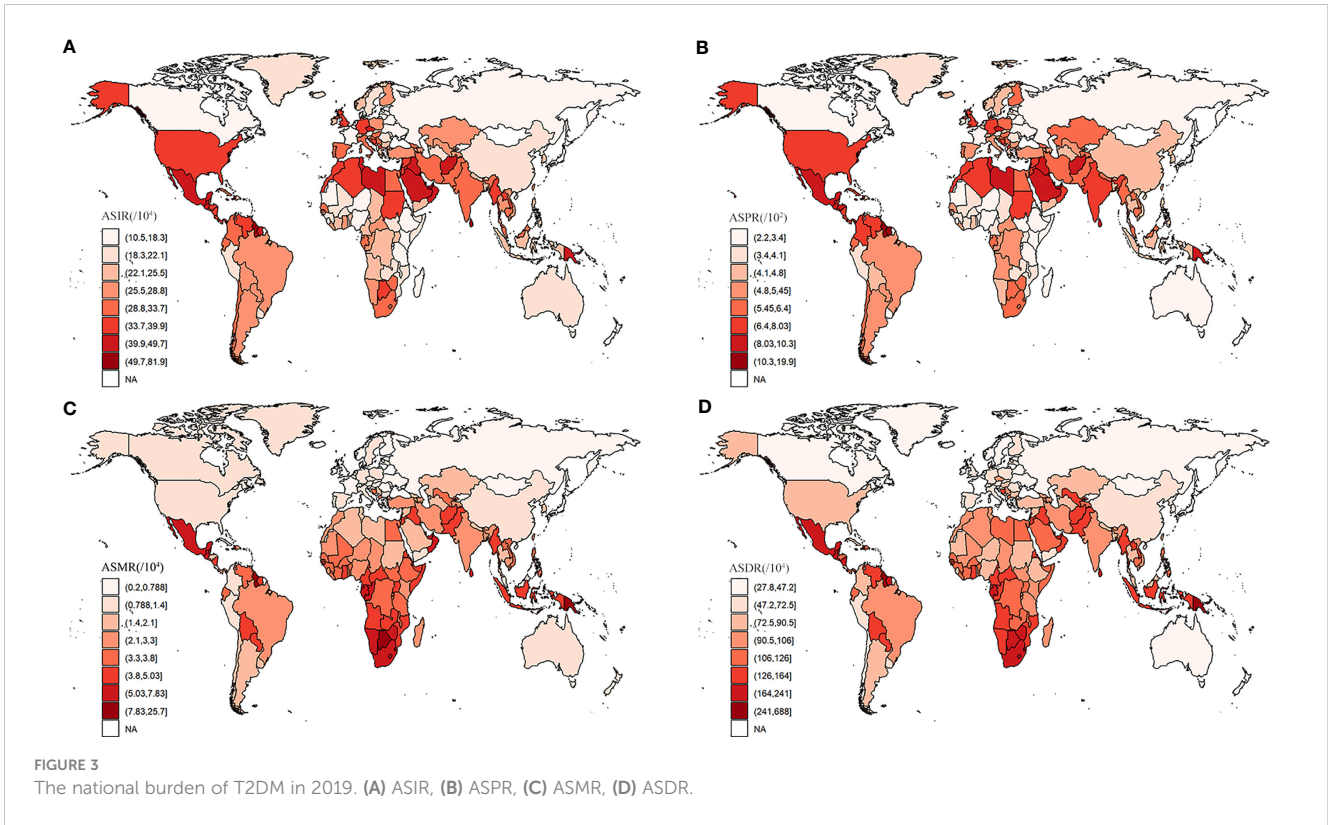 A
ASIR(/10⁴)
(10.5,18.3]
(18.3,22.1]
(22.1,25.5]
(25.5,28.8]
(28.8,33.7]
(33.7,39.9]
(39.9,49.7]
(49.7,81.9]
NA
B
ASPR(/10²)
(2.2,3.4]
(3.4,4.1]
(4.1,4.8]
(4.8,5.45]
(5.45,6.4]
(6.4,8.03]
(8.03,10.3]
(10.3,19.9]
NA
C
ASMR(/10⁴)
(0.2,0.788]
(0.788,1.4]
(1.4,2.1]
(2.1,3.3]
(3.3,3.8]
(3.8,5.03]
(5.03,7.83]
(7.83,25.7]
NA
D
ASDR(/10⁵)
(27.8,47.2]
(47.2,72.5]
(72.5,90.5]
(90.5,106]
(106,126]
(126,164]
(164,241]
(241,688]
NA
FIGURE 3
The national burden of T2DM in 2019. (A) ASIR, (B) ASPR, (C) ASMR, (D) ASDR.